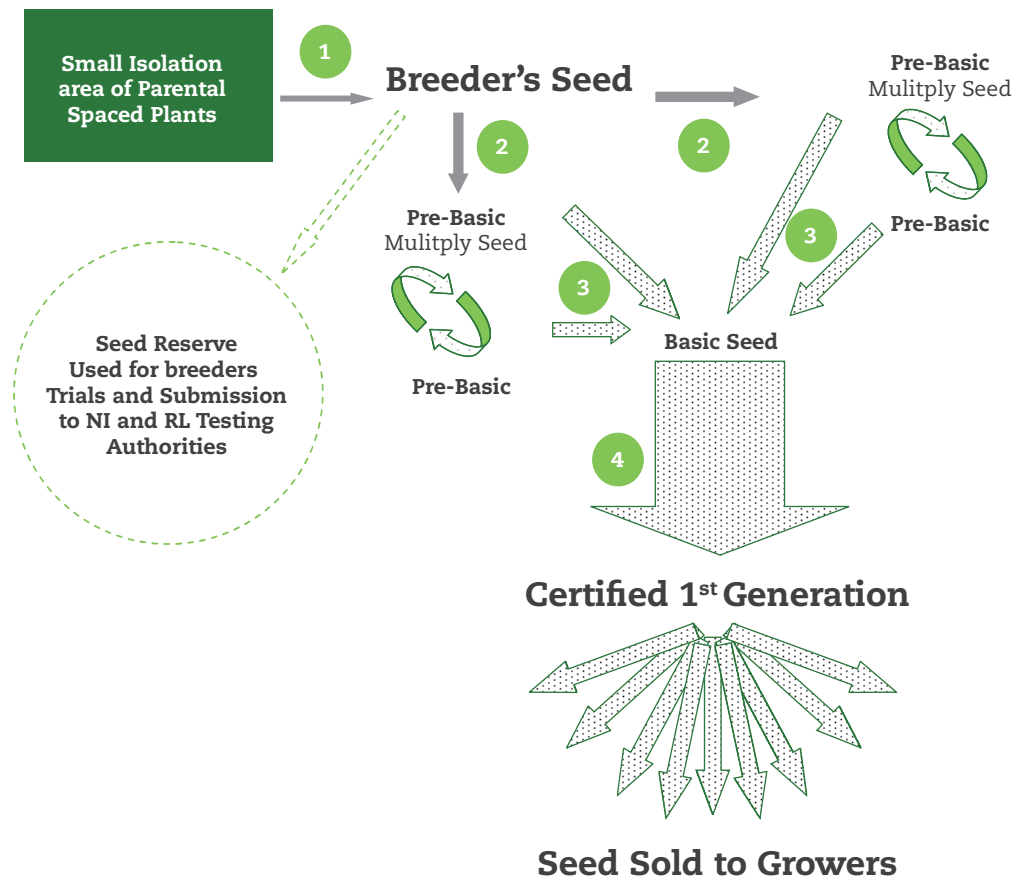 Small Isolation
area of Parental
Spaced Plants
1
Breeder's Seed
2
2
Pre-Basic
Mulitply Seed
Pre-Basic
Pre-Basic
Mulitply Seed
Pre-Basic
3
3
Seed Reserve
Used for breeders
Trials and Submission
to NI and RL Testing
Authorities
Basic Seed
4
Certified 1st Generation
Seed Sold to Growers